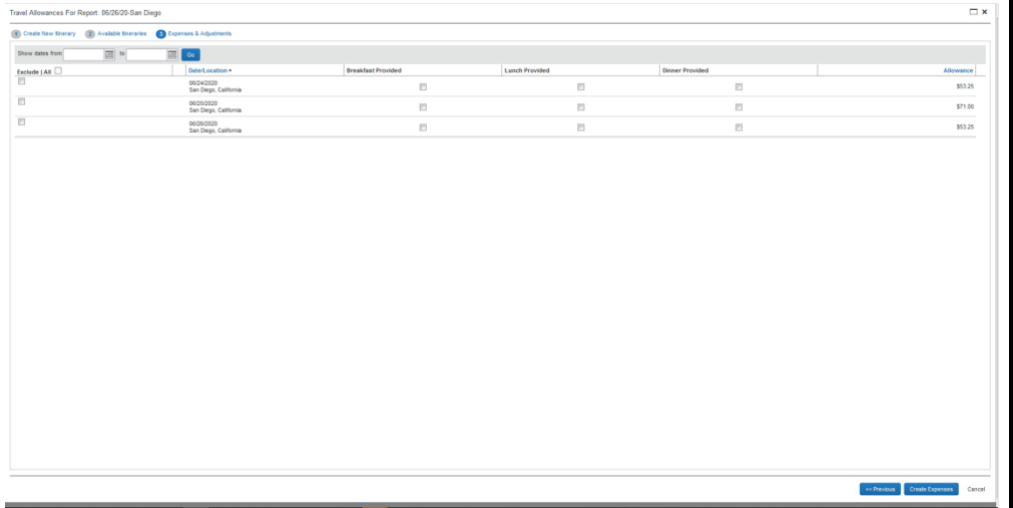 Travel Allowances For Report: 06/26/20-San Diego
1 Create New Itinerary 2 Available Itineraries 3 Expenses & Adjustments
Show dates from to Go
Exclude | All Date/Location Breakfast Provided Lunch Provided Dinner Provided Allowance
06/24/2020
San Diego, California
$53.25
06/25/2020
San Diego, California
$71.00
06/26/2020
San Diego, California
$53.25
<< Previous Create Expenses Cancel